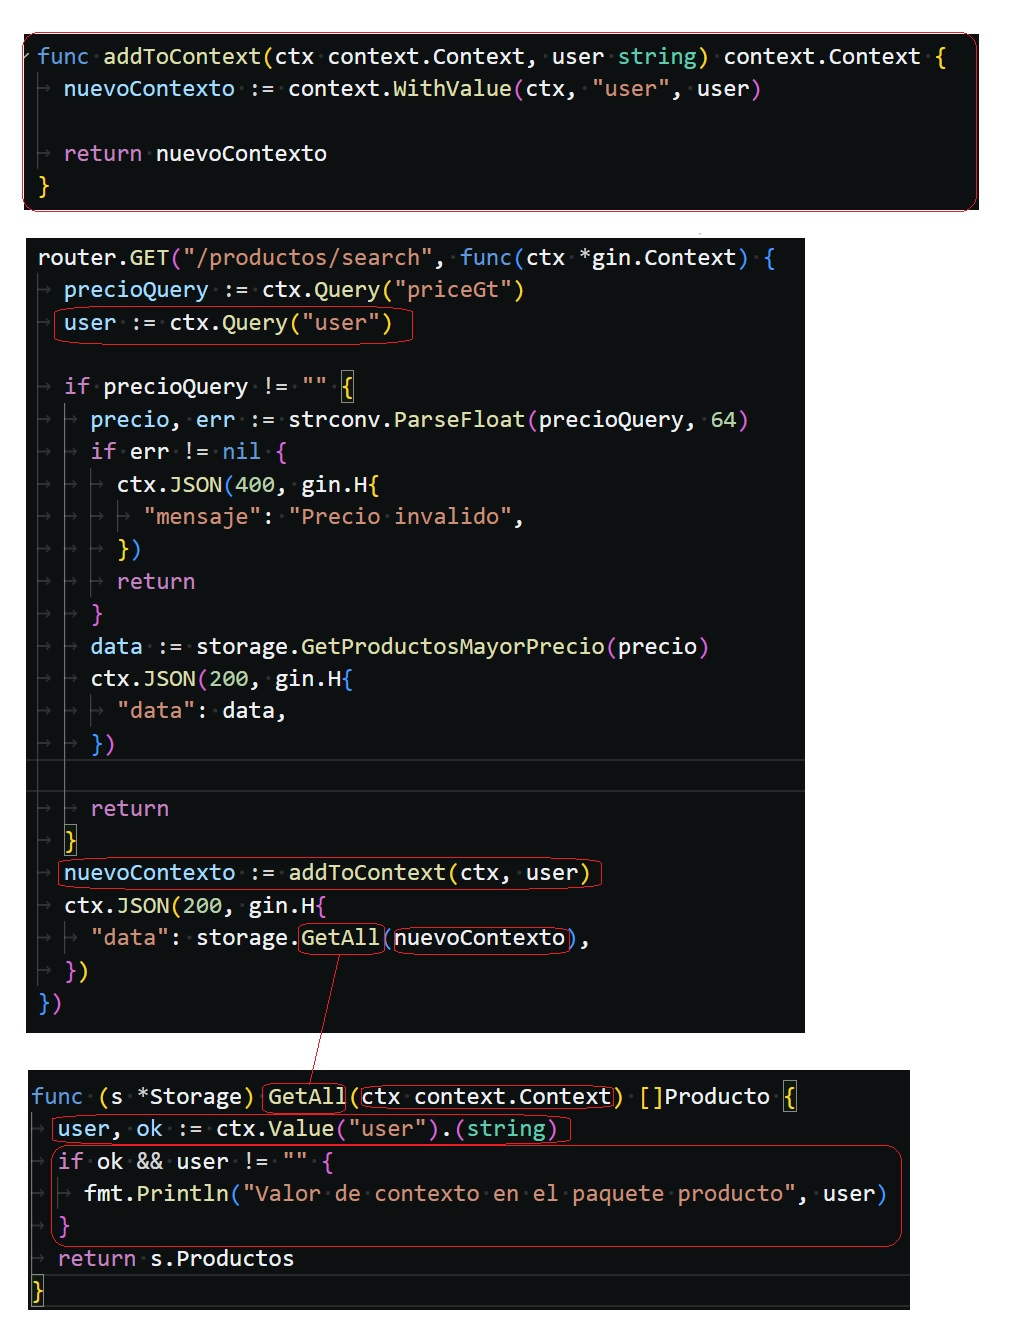 func addToContext(ctx context.Context, user string) context.Context {
nuevoContexto := context.WithValue(ctx, "user", user)
return nuevoContexto
}
router.GET("/productos/search", func(ctx *gin.Context) {
precioQuery := ctx.Query("priceGt")
user := ctx.Query("user")
if precioQuery != "" {
precio, err := strconv.ParseFloat(precioQuery, 64)
if err != nil {
ctx.JSON(400, gin.H{
"mensaje": "Precio invalido",
})
return
}
data := storage.GetProductosMayorPrecio(precio)
ctx.JSON(200, gin.H{
"data": data,
})
return
}
nuevoContexto := addToContext(ctx, user)
ctx.JSON(200, gin.H{
"data": storage.GetAll(nuevoContexto),
})
})
func (s *Storage) GetAll(ctx context.Context) []Producto {
user, ok := ctx.Value("user").(string)
if ok && user != "" {
fmt.Println("Valor de contexto en el paquete producto", user)
}
return s.Productos
}